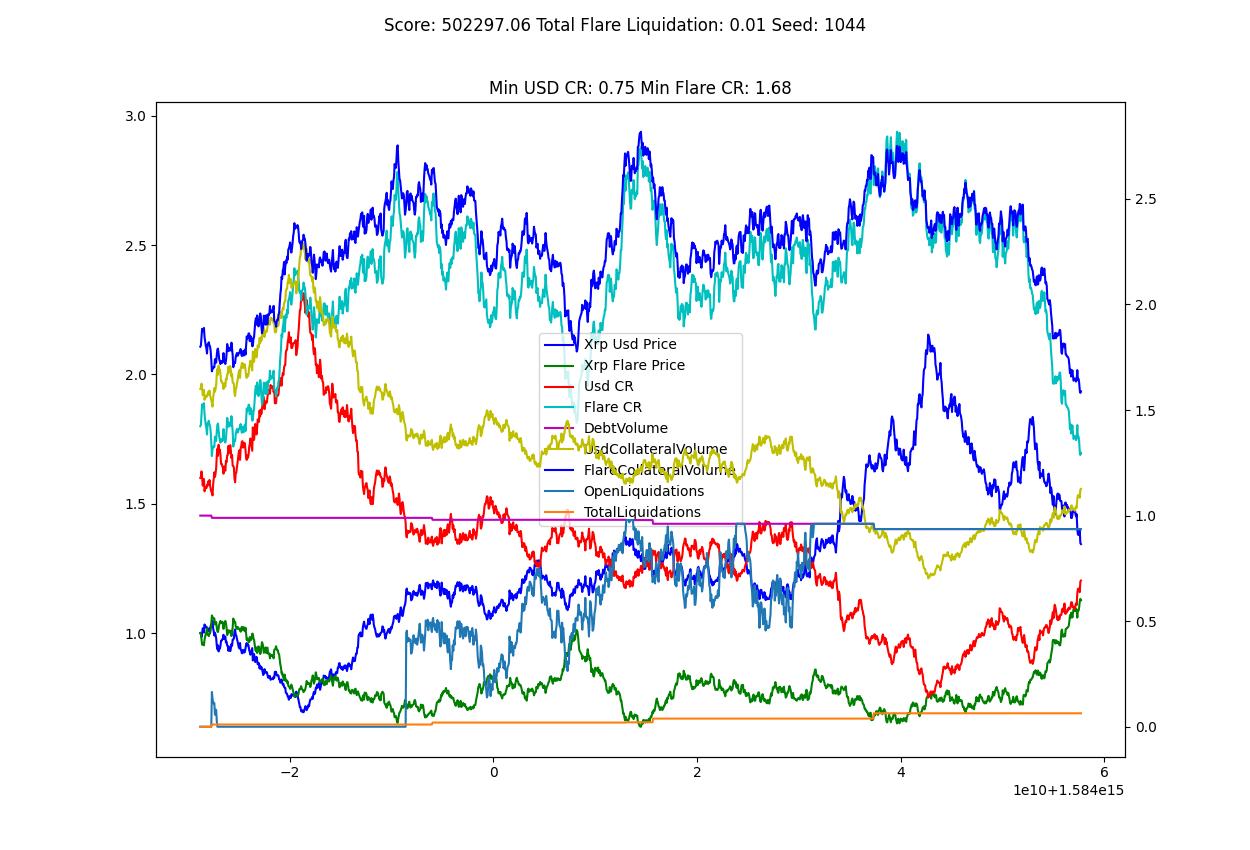 Score: 502297.06 Total Flare Liquidation: 0.01 Seed: 1044
Min USD CR: 0.75 Min Flare CR: 1.68
3.0
2.5
2.0
1.5
1.0
2.5
2.0
1.5
1.0
0.5
0.0
Xrp Usd Price
Xrp Flare Price
Usd CR
Flare CR
DebtVolume
UsdCollateralVolume
FlareCollateralVolume
OpenLiquidations
TotalLiquidations
−2 0 2 4 6
1e10+1.584e15